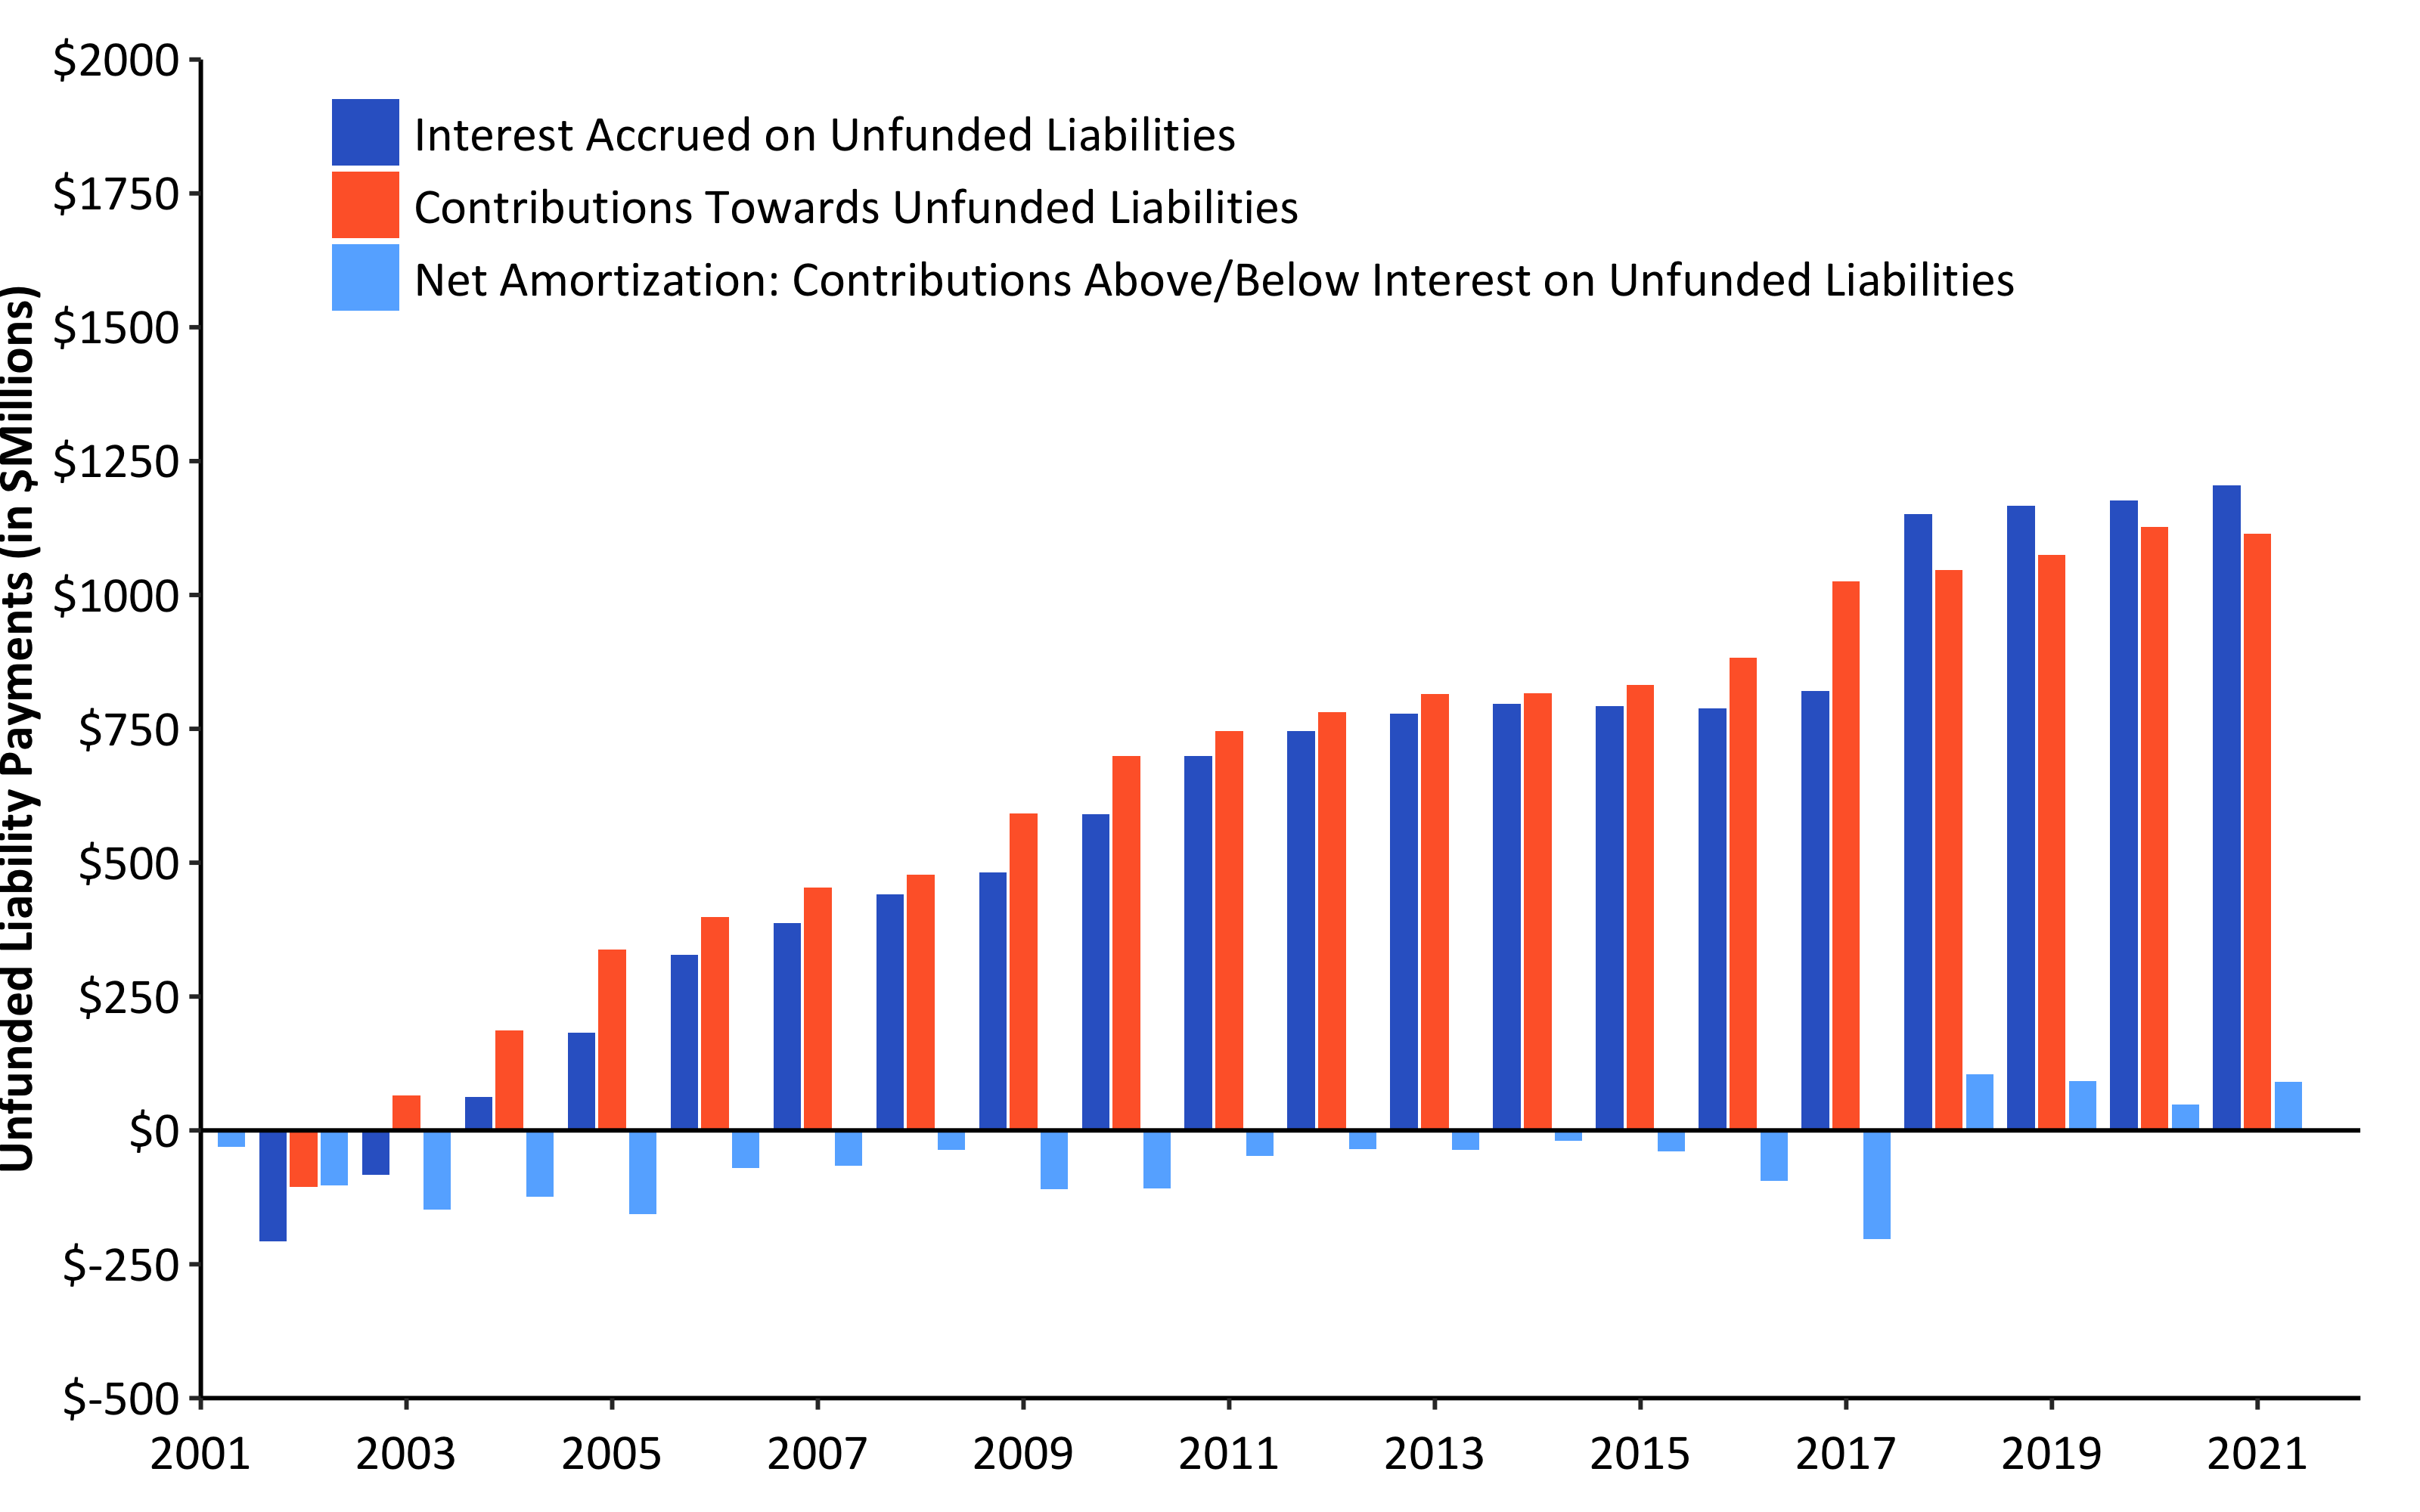 Unfunded Liability Payments (in $Millions)
$2000
$1750
$1500
$1250
$1000
$750
$500
$250
$0
$-250
$-500
Interest Accrued on Unfunded Liabilities
Contributions Towards Unfunded Liabilities
Net Amortization: Contributions Above/Below Interest on Unfunded Liabilities
2001 2003 2005 2007 2009 2011 2013 2015 2017 2019 2021